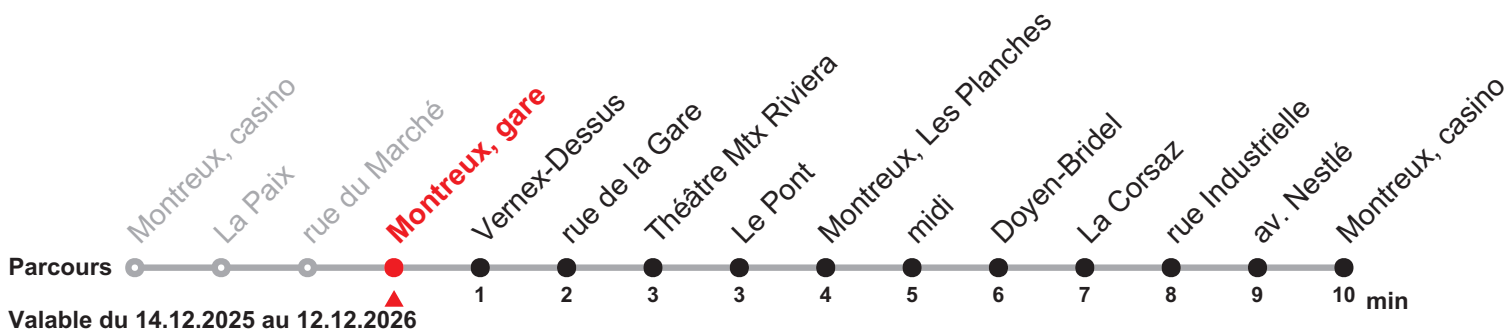 Montreux, casino
La Paix
rue du Marché
Montreux, gare
Vernex-Dessus
rue de la Gare
Théâtre Mtx Riviera
Le Pont
Montreux, Les Planches
midi
Doyen-Bridel
La Corsaz
rue Industrielle
av. Nestlé
Montreux, casino
Parcours
1 2 3 3 4 5 6 7 8 9 10 min
Valable du 14.12.2025 au 12.12.2026